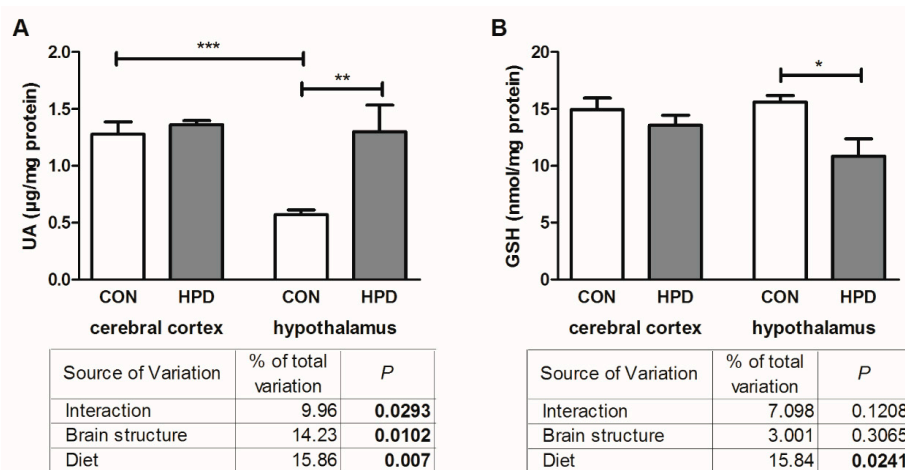 A
UA (µg/mg protein)
2.0
1.5
1.0
0.5
0.0
***
**
CON HPD CON HPD
cerebral cortex hypothalamus
Source of Variation % of total variation P
Interaction 9.96 0.0293
Brain structure 14.23 0.0102
Diet 15.86 0.007
B
GSH (nmol/mg protein)
20
15
10
5
0
*
CON HPD CON HPD
cerebral cortex hypothalamus
Source of Variation % of total variation P
Interaction 7.098 0.1208
Brain structure 3.001 0.3065
Diet 15.84 0.0241